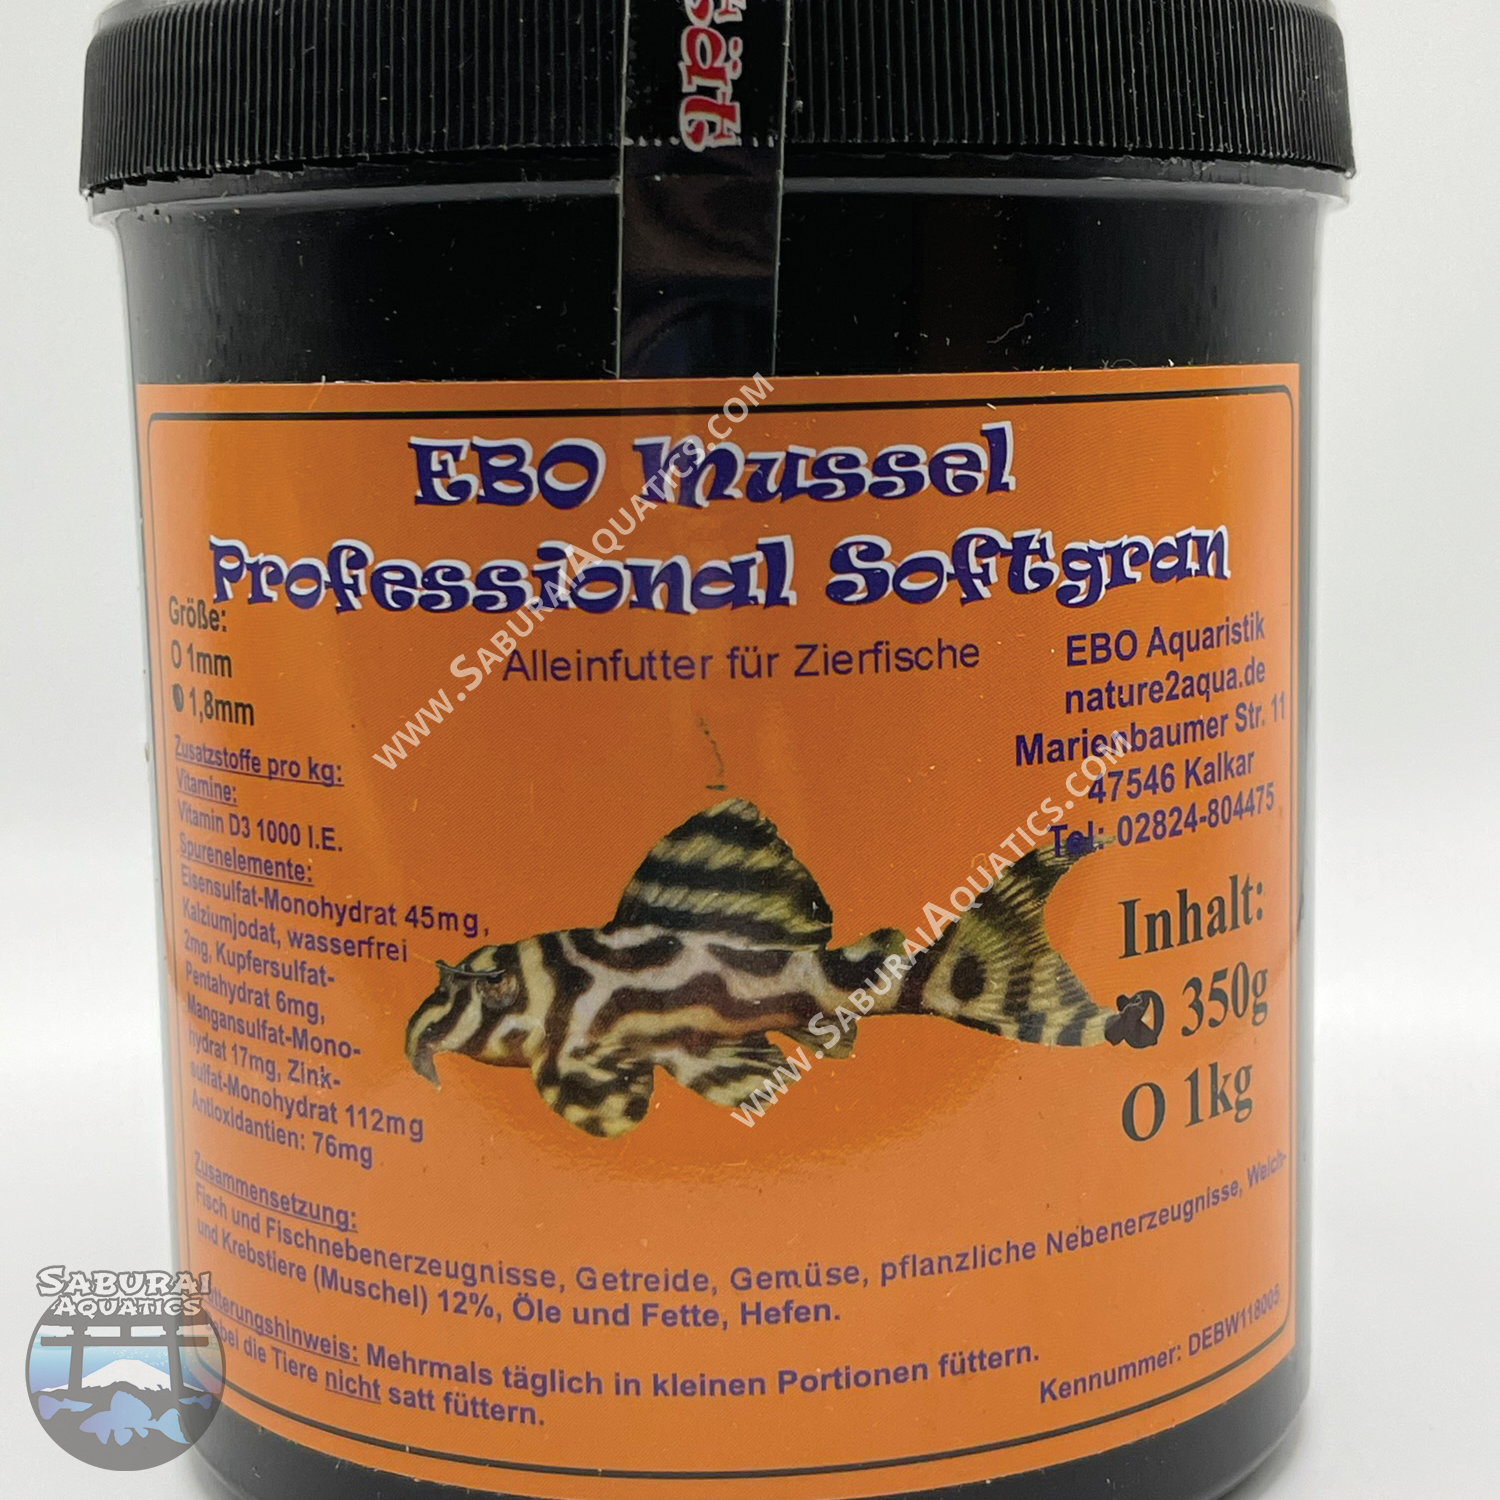 ät
EBO Mussel
Professional Softgran
Größe:
O 1mm
1,8mm
Alleinfutter für Zierfische
EBO Aquaristik
nature2aqua.de
Marienbaumer Str. 11
47546 Kalkar
Tel: 02824-804475
Zusatzstoffe pro kg:
Vitamine:
Vitamin D3 1000 I.E.
Spurenelemente:
Eisensulfat-Monohydrat 45mg,
Kalziumjodat, wasserfrei
2mg, Kupfersulfat-
Pentahydrat 6mg,
Mangansulfat-Mono-
hydrat 17mg, Zink-
sulfat-Monohydrat 112mg
Antioxidantien: 76mg
Inhalt:
350g
O 1kg
Zusammensetzung:
Fisch und Fischnebenerzeugnisse, Getreide, Gemüse, pflanzliche Nebenerzeugnisse, Weich-
und Krebstiere (Muschel) 12%, Öle und Fette, Hefen.
tterungshinweis: Mehrmals täglich in kleinen Portionen füttern.
bei die Tiere nicht satt füttern.
Kennummer: DEBW118005
www.SaburaiAquatics.com
www.SaburaiAquatics.com
Saburai
Aquatics